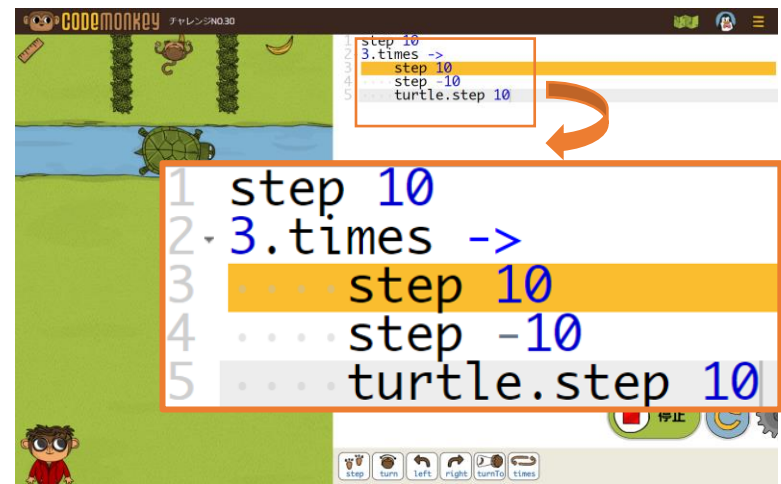 CODEMONKEY チャレンジNO.30
1 step 10
2 3.times ->
3 ····step 10
4 ····step -10
5 ····turtle.step 10
1 step 10
2 3.times ->
3 ····step 10
4 ····step -10
5 ····turtle.step 10
停止
step turn left right turnTo times